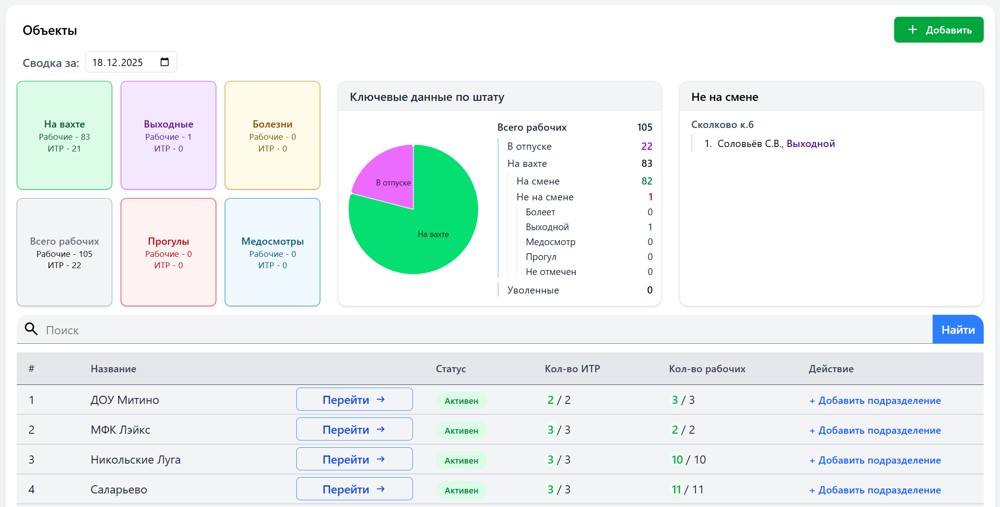 Объекты
+ Добавить
Сводка за: 18.12.2025
На вахте
Рабочие - 83
ИТР - 21
Выходные
Рабочие - 1
ИТР - 0
Болезни
Рабочие - 0
ИТР - 0
Всего рабочих
Рабочие - 105
ИТР - 22
Прогулы
Рабочие - 0
ИТР - 0
Медосмотры
Рабочие - 0
ИТР - 0
Ключевые данные по штату
В отпуске
На вахте
Всего рабочих 105
В отпуске 22
На вахте 83
На смене 82
Не на смене 1
Болеет 0
Выходной 1
Медосмотр 0
Прогул 0
Не отмечен 0
Уволенные 0
Не на смене
Сколково к.6
1. Соловьёв С.В., Выходной
Поиск
Найти
# Название Статус Кол-во ИТР Кол-во рабочих Действие
1 ДОУ Митино Перейти → Активен 2 / 2 3 / 3 + Добавить подразделение
2 МФК Лэйкс Перейти → Активен 3 / 3 2 / 2 + Добавить подразделение
3 Никольские Луга Перейти → Активен 3 / 3 10 / 10 + Добавить подразделение
4 Саларьево Перейти → Активен 3 / 3 11 / 11 + Добавить подразделение